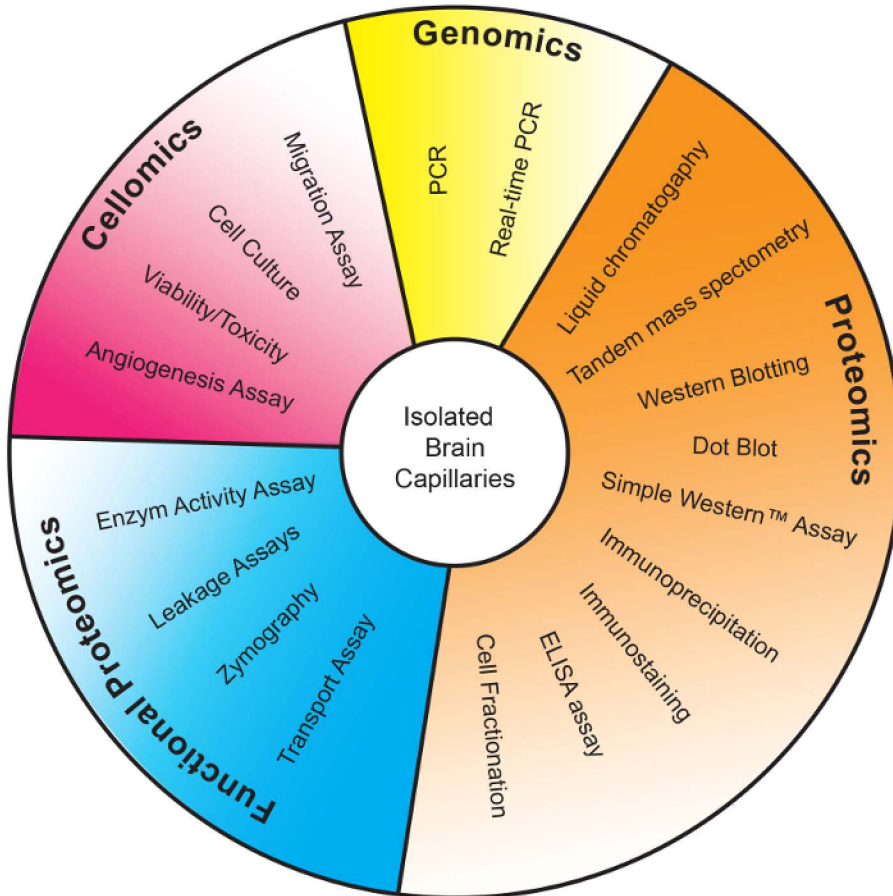 Genomics
PCR
Real-time PCR
Proteomics
Liquid chromatogaphy
Tandem mass spectometry
Western Blotting
Dot Blot
Simple Western™ Assay
Immunoprecipitation
Immunostaining
ELISA assay
Cell Fractionation
Functional Proteomics
Transport Assay
Zymography
Leakage Assays
Enzym Activity Assay
Cellomics
Angiogenesis Assay
Viability/Toxicity
Cell Culture
Migration Assay
Isolated
Brain
Capillaries